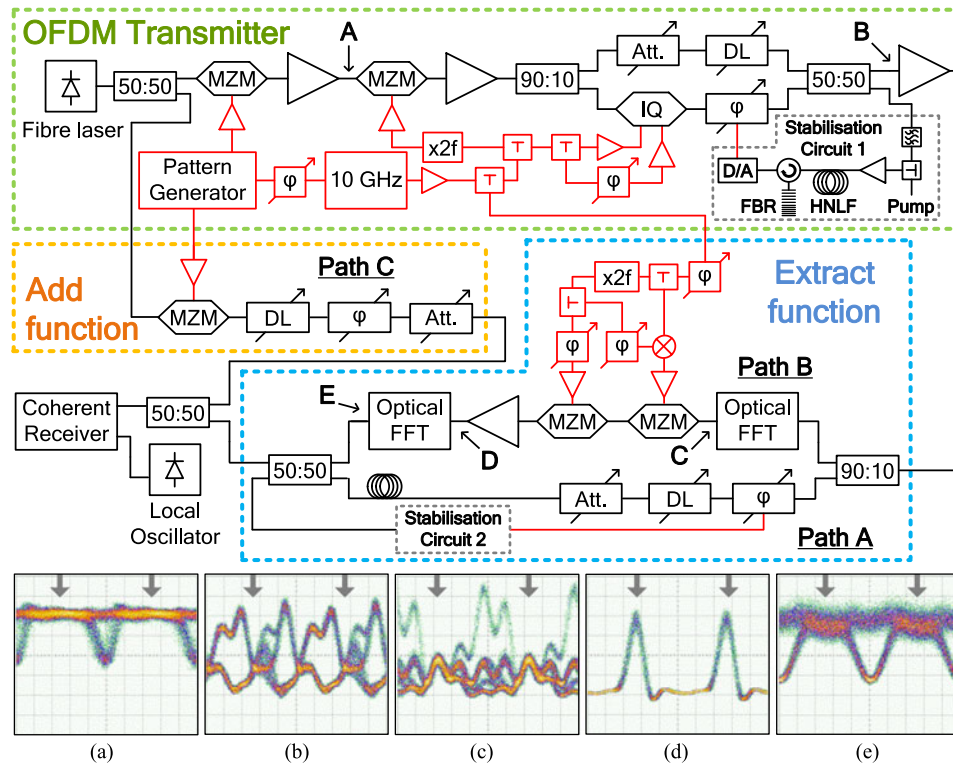 OFDM Transmitter
A
B
MZM
MZM
Att.
DL
50:50
90:10
50:50
Fibre laser
IQ
φ
Stabilisation
Circuit 1
x2f
T
T
Pattern
Generator
φ
10 GHz
T
φ
D/A
T
FBR
HNLF
Pump
Add
function
Path C
MZM
DL
φ
Att.
Extract
function
x2f
T
φ
T
φ
φ
Path B
Coherent
Receiver
50:50
E
Optical
FFT
MZM
MZM
Optical
FFT
D
C
50:50
90:10
Local
Oscillator
Att.
DL
φ
Stabilisation
Circuit 2
Path A
(a)
(b)
(c)
(d)
(e)